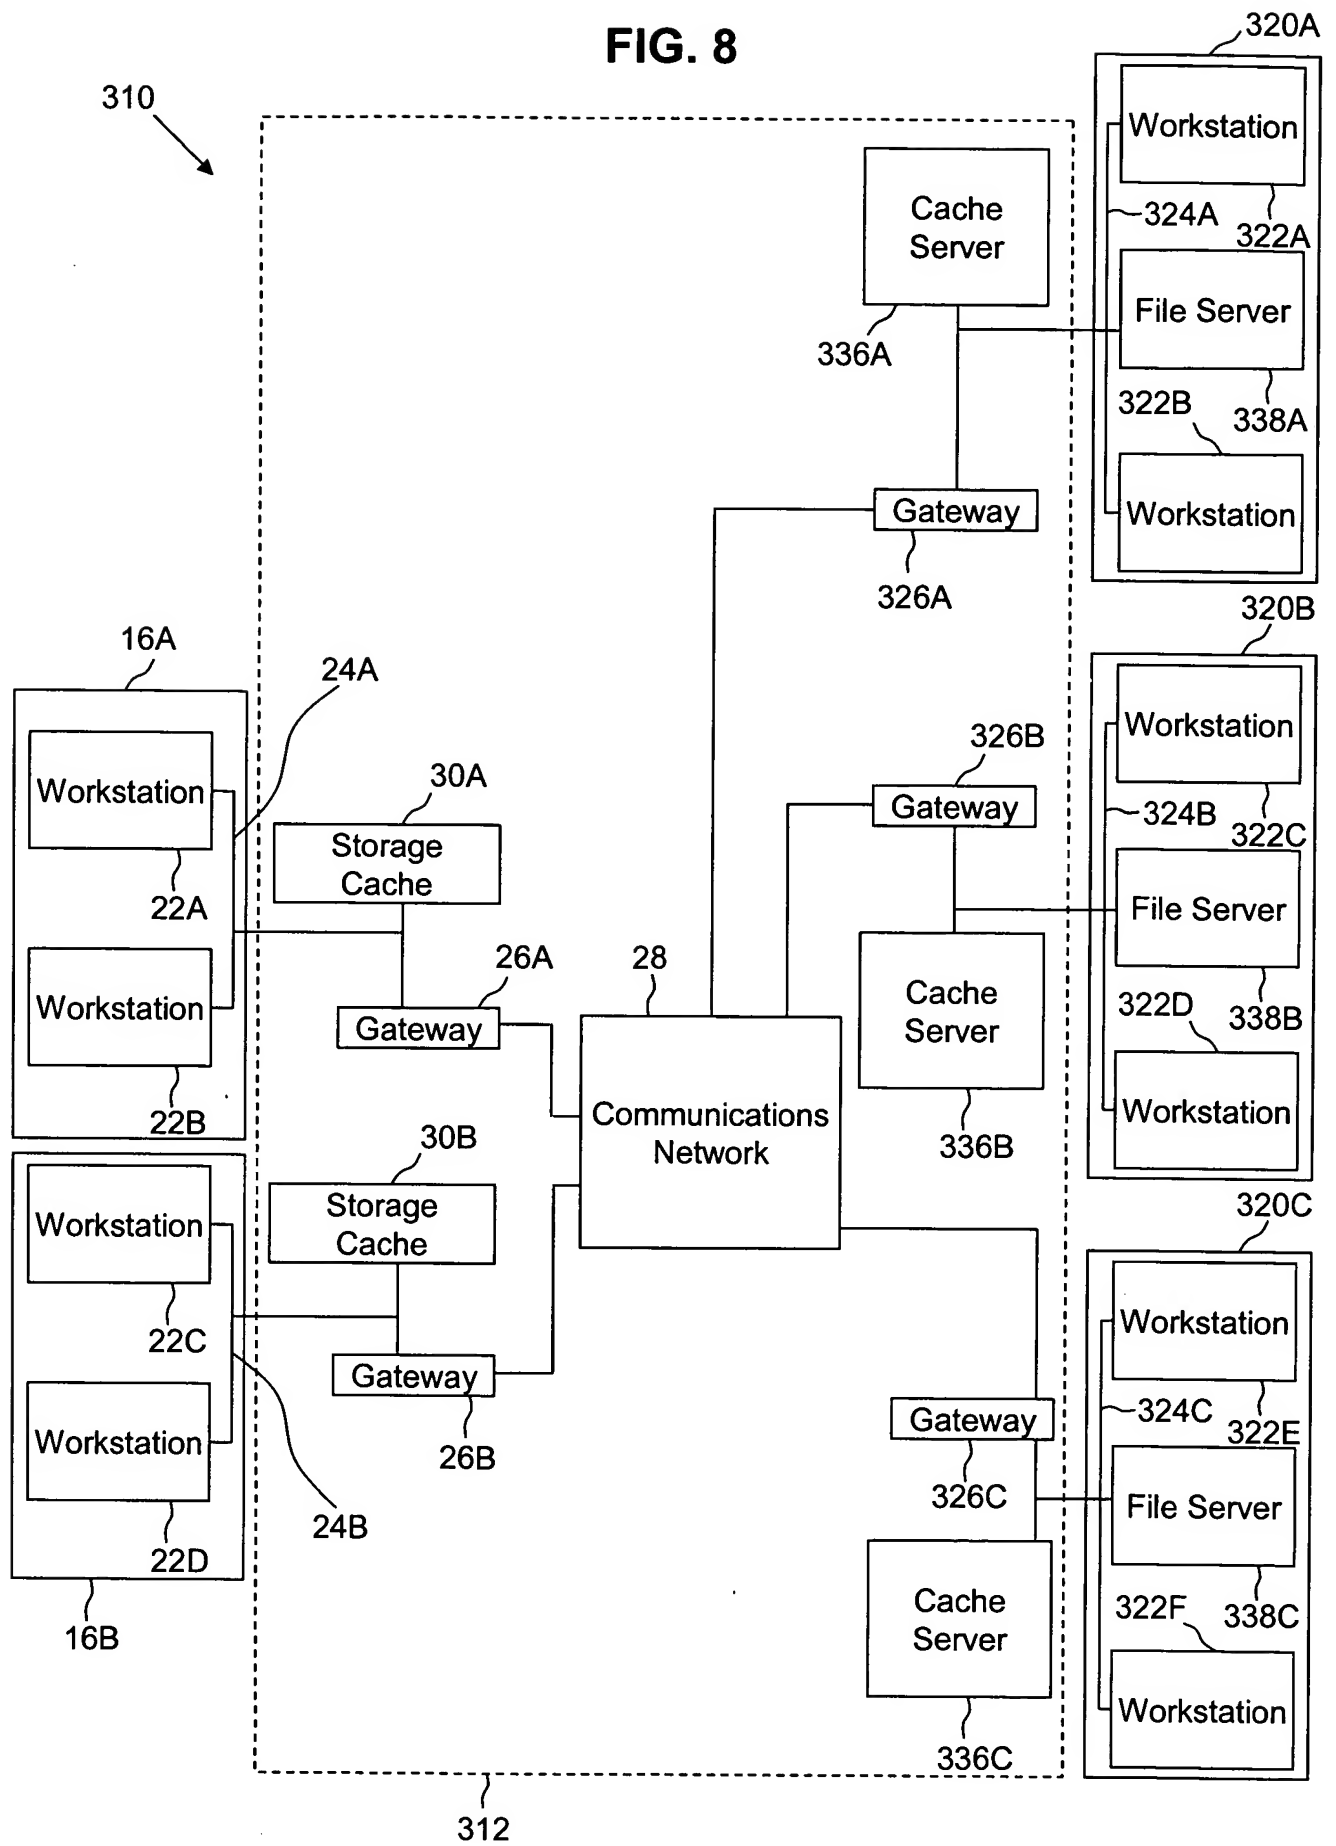 FIG. 8
310
320A
Workstation
324A
322A
Cache
Server
336A
File Server
338A
322B
Workstation
Gateway
326A
320B
16A
24A
Workstation
22A
Workstation
22B
30A
Storage
Cache
26A
Gateway
28
Communications
Network
326B
Gateway
Cache
Server
336B
Workstation
324B
322C
File Server
338B
322D
Workstation
30B
Storage
Cache
Gateway
26B
Workstation
22C
Workstation
22D
24B
16B
320C
Workstation
324C
322E
Gateway
326C
File Server
338C
322F
Workstation
Cache
Server
336C
312